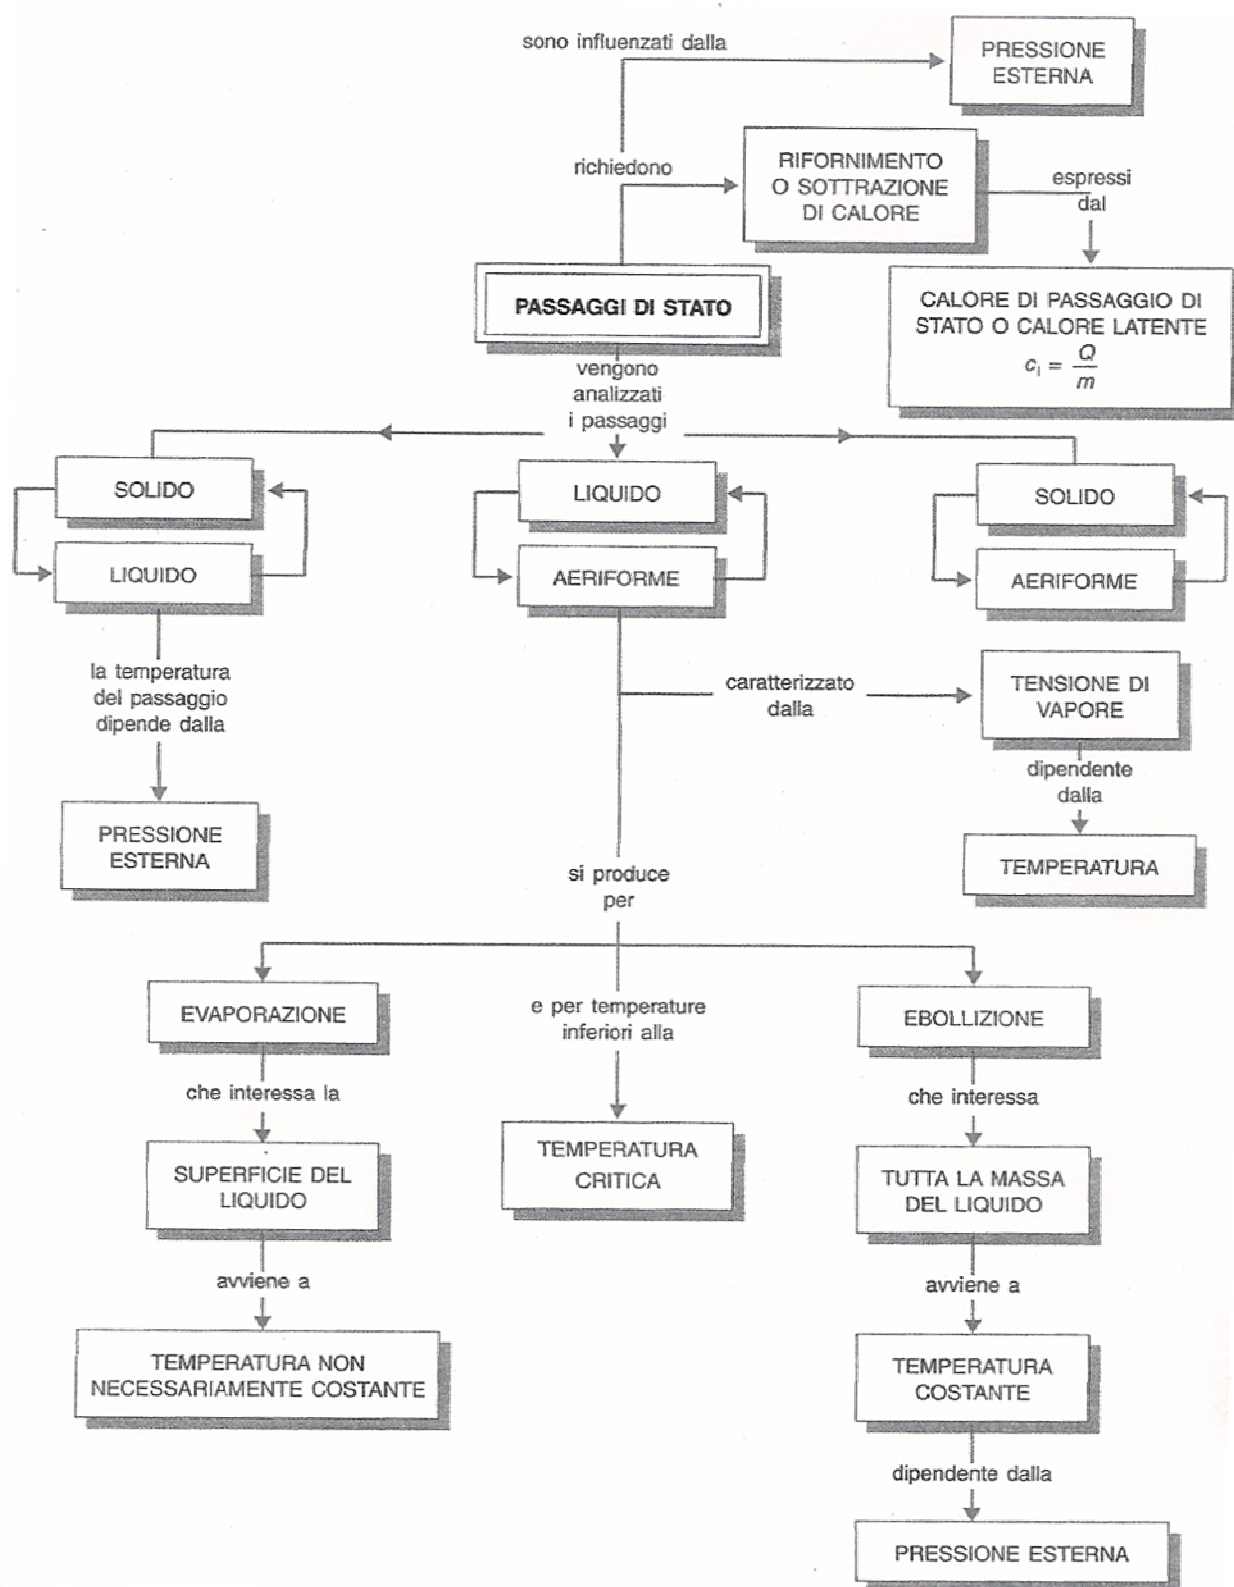 sono influenzati dalla
PRESSIONE
ESTERNA
richiedono
RIFORNIMENTO
O SOTTRAZIONE
DI CALORE
espressi
dal
CALORE DI PASSAGGIO DI
STATO O CALORE LATENTE
cₗ = Q/m
PASSAGGI DI STATO
vengono
analizzati
i passaggi
SOLIDO
LIQUIDO
LIQUIDO
AERIFORME
SOLIDO
AERIFORME
la temperatura
del passaggio
dipende dalla
PRESSIONE
ESTERNA
caratterizzato
dalla
TENSIONE DI
VAPORE
dipendente
dalla
TEMPERATURA
si produce
per
EVAPORAZIONE
che interessa la
SUPERFICIE DEL
LIQUIDO
avviene a
TEMPERATURA NON
NECESSARIAMENTE COSTANTE
e per temperature
inferiori alla
TEMPERATURA
CRITICA
EBOLLIZIONE
che interessa
TUTTA LA MASSA
DEL LIQUIDO
avviene a
TEMPERATURA
COSTANTE
dipendente dalla
PRESSIONE ESTERNA